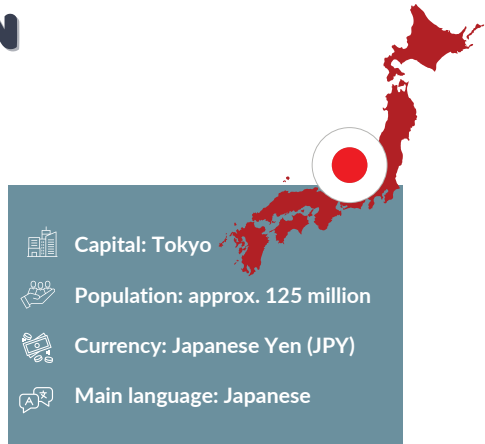 N
Capital: Tokyo
Population: approx. 125 million
Currency: Japanese Yen (JPY)
Main language: Japanese